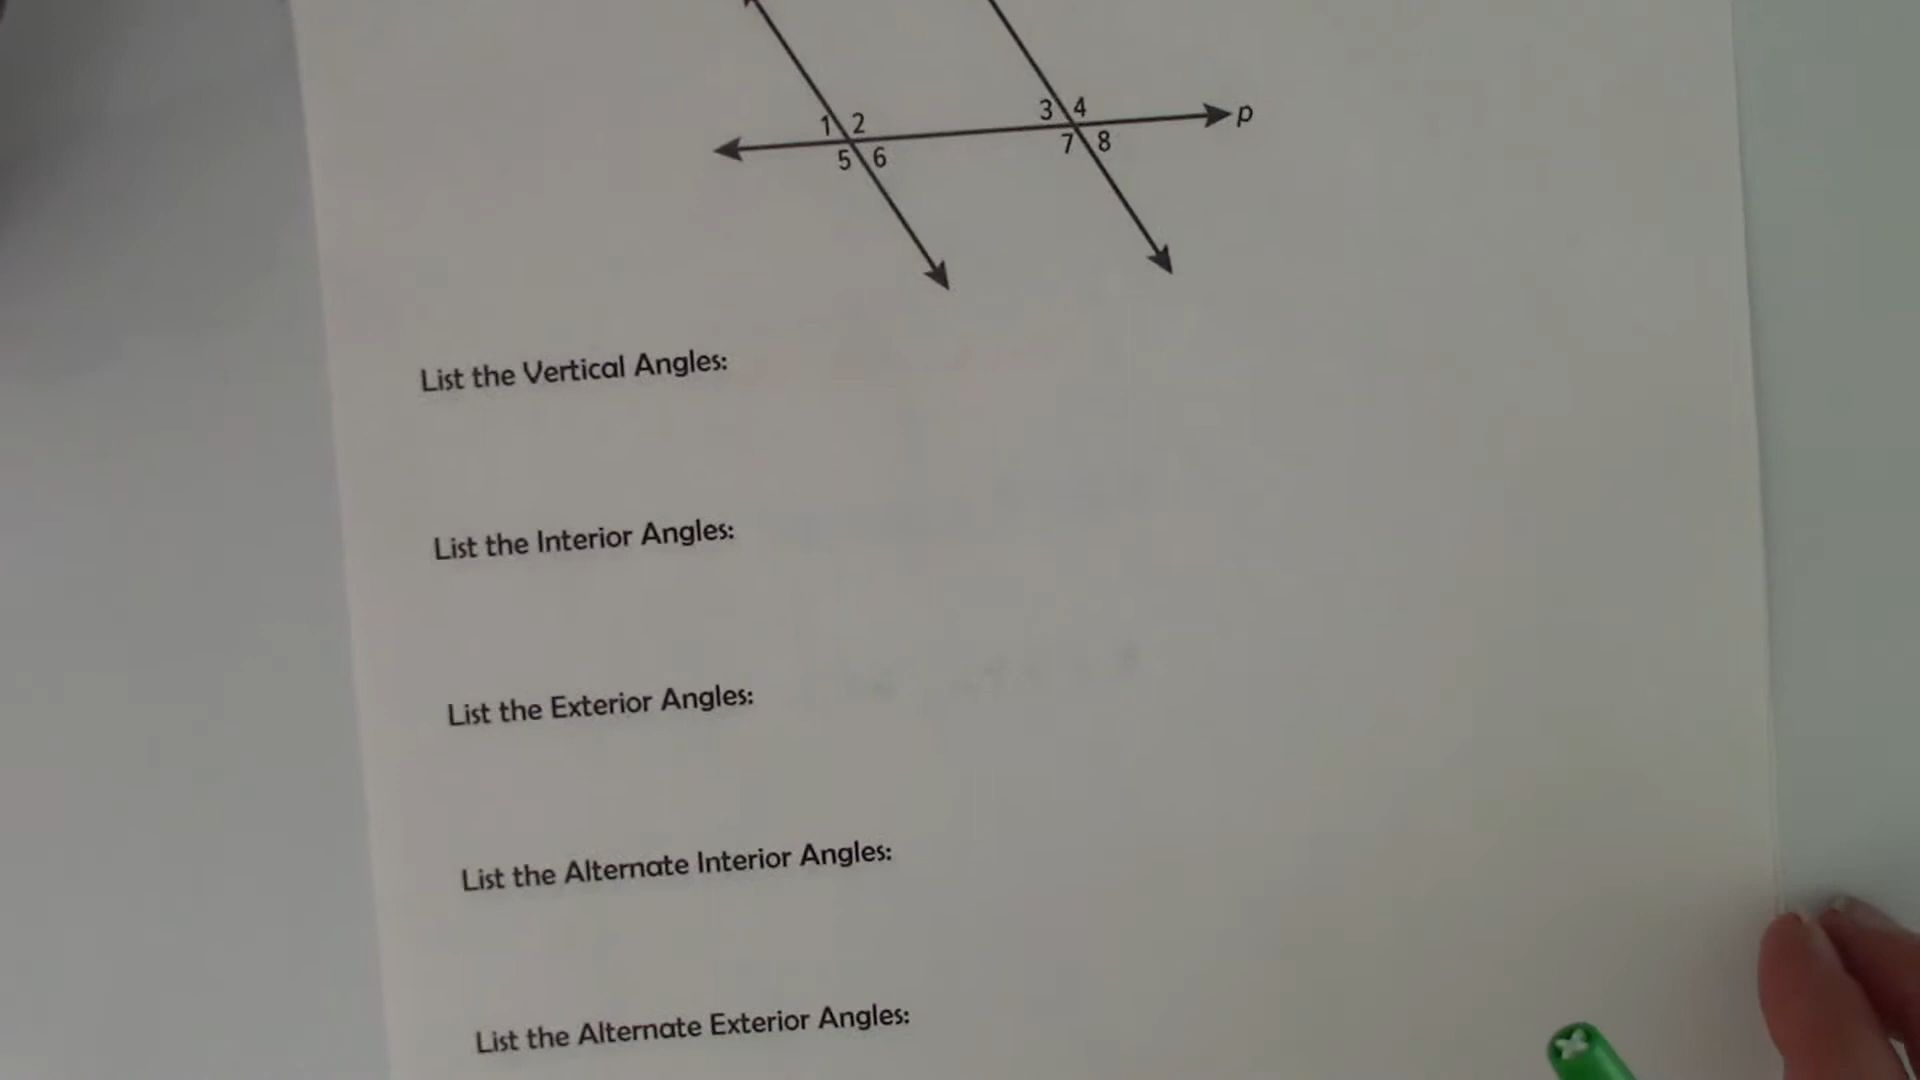 3 4
p
1 2
7 8
5 6
List the Vertical Angles:
List the Interior Angles:
List the Exterior Angles:
List the Alternate Interior Angles:
List the Alternate Exterior Angles: